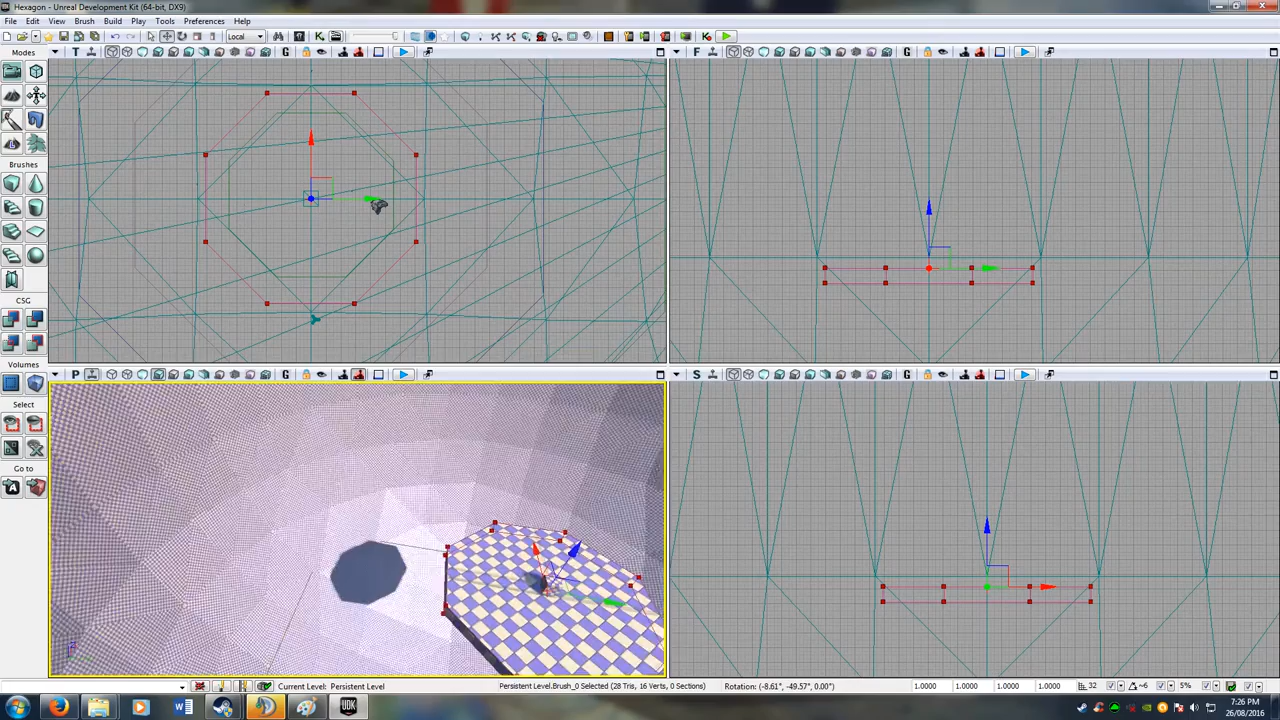 Hexagon - Unreal Development Kit (64-bit, DX9)
File Edit View Brush Build Play Tools Preferences Help
Local
Modes
T G
F G
Brushes
CSG
Volumes
P G
S G
Select
Go to
Current Level: Persistent Level
Persistent Level.Brush_0 Selected (28 Tris, 16 Verts, 0 Sections)
Rotation: (-8.61°, -49.57°, 0.00°)
1.0000 1.0000 1.0000 1.0000 32 6 5%
W
UDK
7:26 PM
26/08/2016